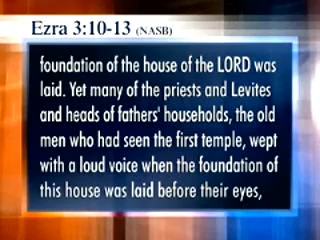 Ezra 3:10-13 (NASB)
foundation of the house of the LORD was
laid. Yet many of the priests and Levites
and heads of fathers' households, the old
men who had seen the first temple, wept
with a loud voice when the foundation of
this house was laid before their eyes,